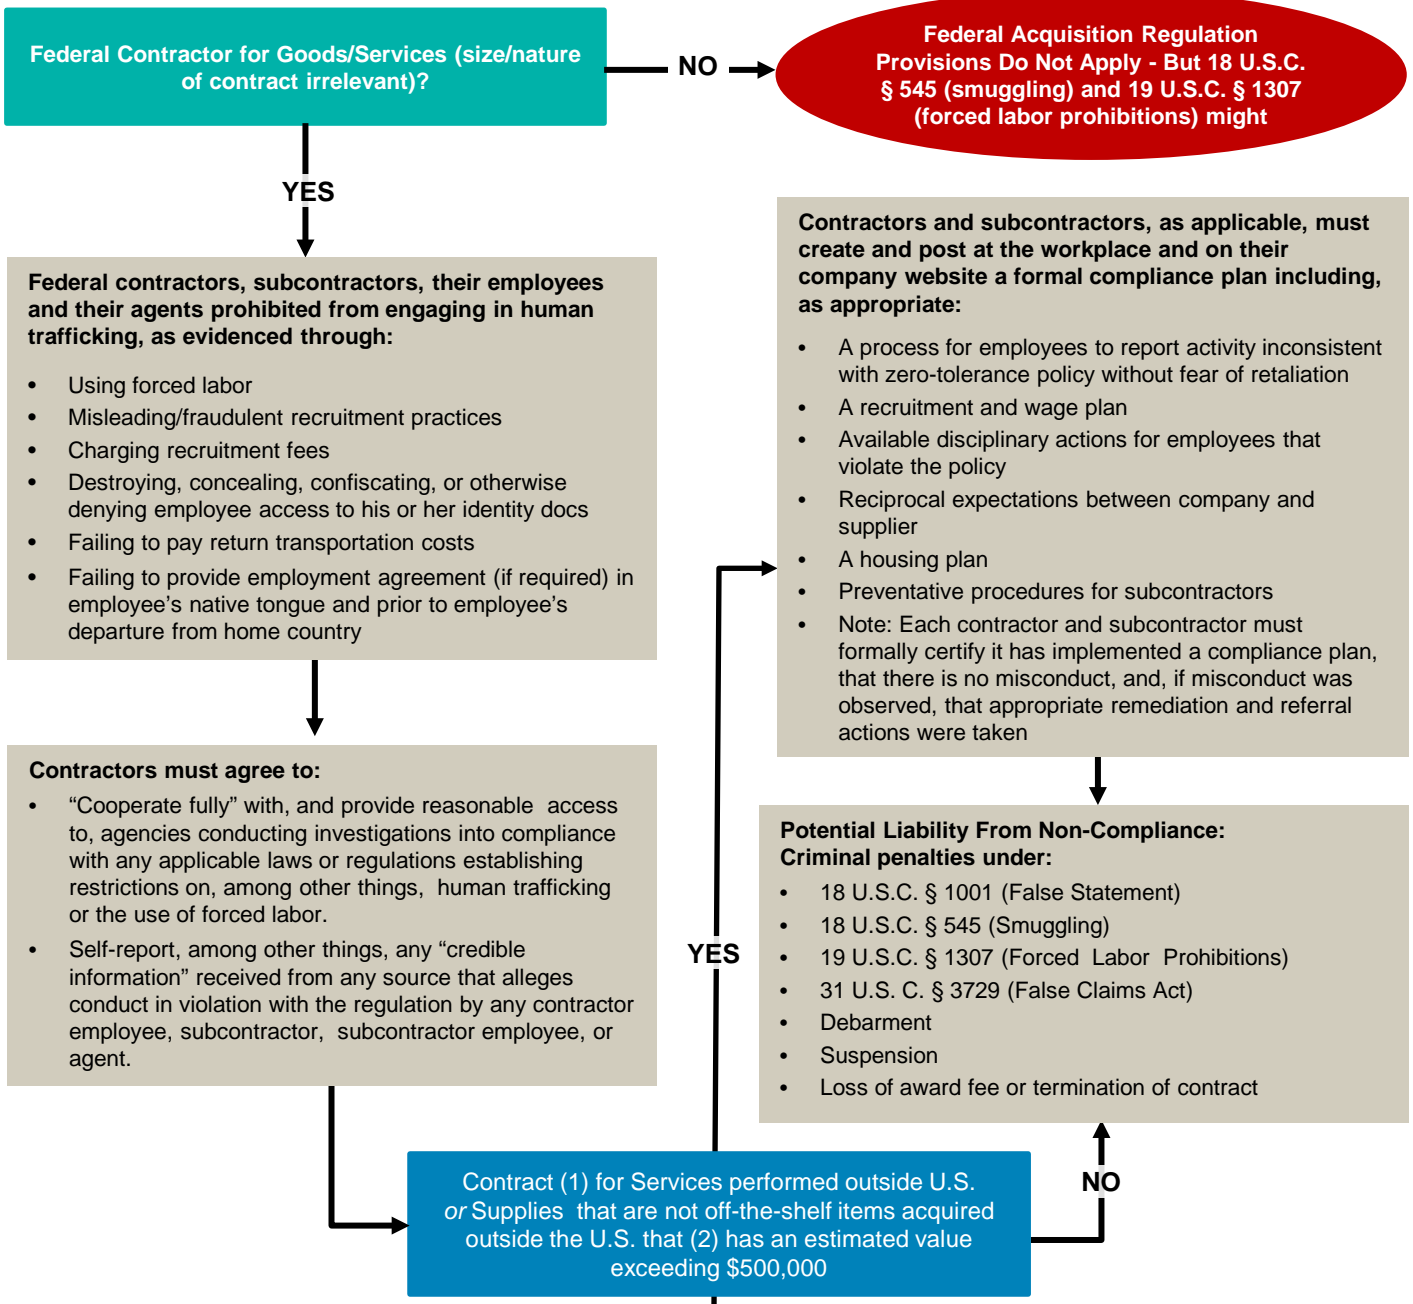 Federal Contractor for Goods/Services (size/nature
of contract irrelevant)?
NO
Federal Acquisition Regulation
Provisions Do Not Apply - But 18 U.S.C.
§ 545 (smuggling) and 19 U.S.C. § 1307
(forced labor prohibitions) might
YES
Federal contractors, subcontractors, their employees
and their agents prohibited from engaging in human
trafficking, as evidenced through:
• Using forced labor
• Misleading/fraudulent recruitment practices
• Charging recruitment fees
• Destroying, concealing, confiscating, or otherwise
denying employee access to his or her identity docs
• Failing to pay return transportation costs
• Failing to provide employment agreement (if required) in
employee’s native tongue and prior to employee’s
departure from home country
Contractors must agree to:
• “Cooperate fully” with, and provide reasonable access
to, agencies conducting investigations into compliance
with any applicable laws or regulations establishing
restrictions on, among other things, human trafficking
or the use of forced labor.
• Self-report, among other things, any “credible
information” received from any source that alleges
conduct in violation with the regulation by any contractor
employee, subcontractor, subcontractor employee, or
agent.
Contract (1) for Services performed outside U.S.
or Supplies that are not off-the-shelf items acquired
outside the U.S. that (2) has an estimated value
exceeding $500,000
YES
Contractors and subcontractors, as applicable, must
create and post at the workplace and on their
company website a formal compliance plan including,
as appropriate:
• A process for employees to report activity inconsistent
with zero-tolerance policy without fear of retaliation
• A recruitment and wage plan
• Available disciplinary actions for employees that
violate the policy
• Reciprocal expectations between company and
supplier
• A housing plan
• Preventative procedures for subcontractors
• Note: Each contractor and subcontractor must
formally certify it has implemented a compliance plan,
that there is no misconduct, and, if misconduct was
observed, that appropriate remediation and referral
actions were taken
NO
Potential Liability From Non-Compliance:
Criminal penalties under:
• 18 U.S.C. § 1001 (False Statement)
• 18 U.S.C. § 545 (Smuggling)
• 19 U.S.C. § 1307 (Forced Labor Prohibitions)
• 31 U.S. C. § 3729 (False Claims Act)
• Debarment
• Suspension
• Loss of award fee or termination of contract